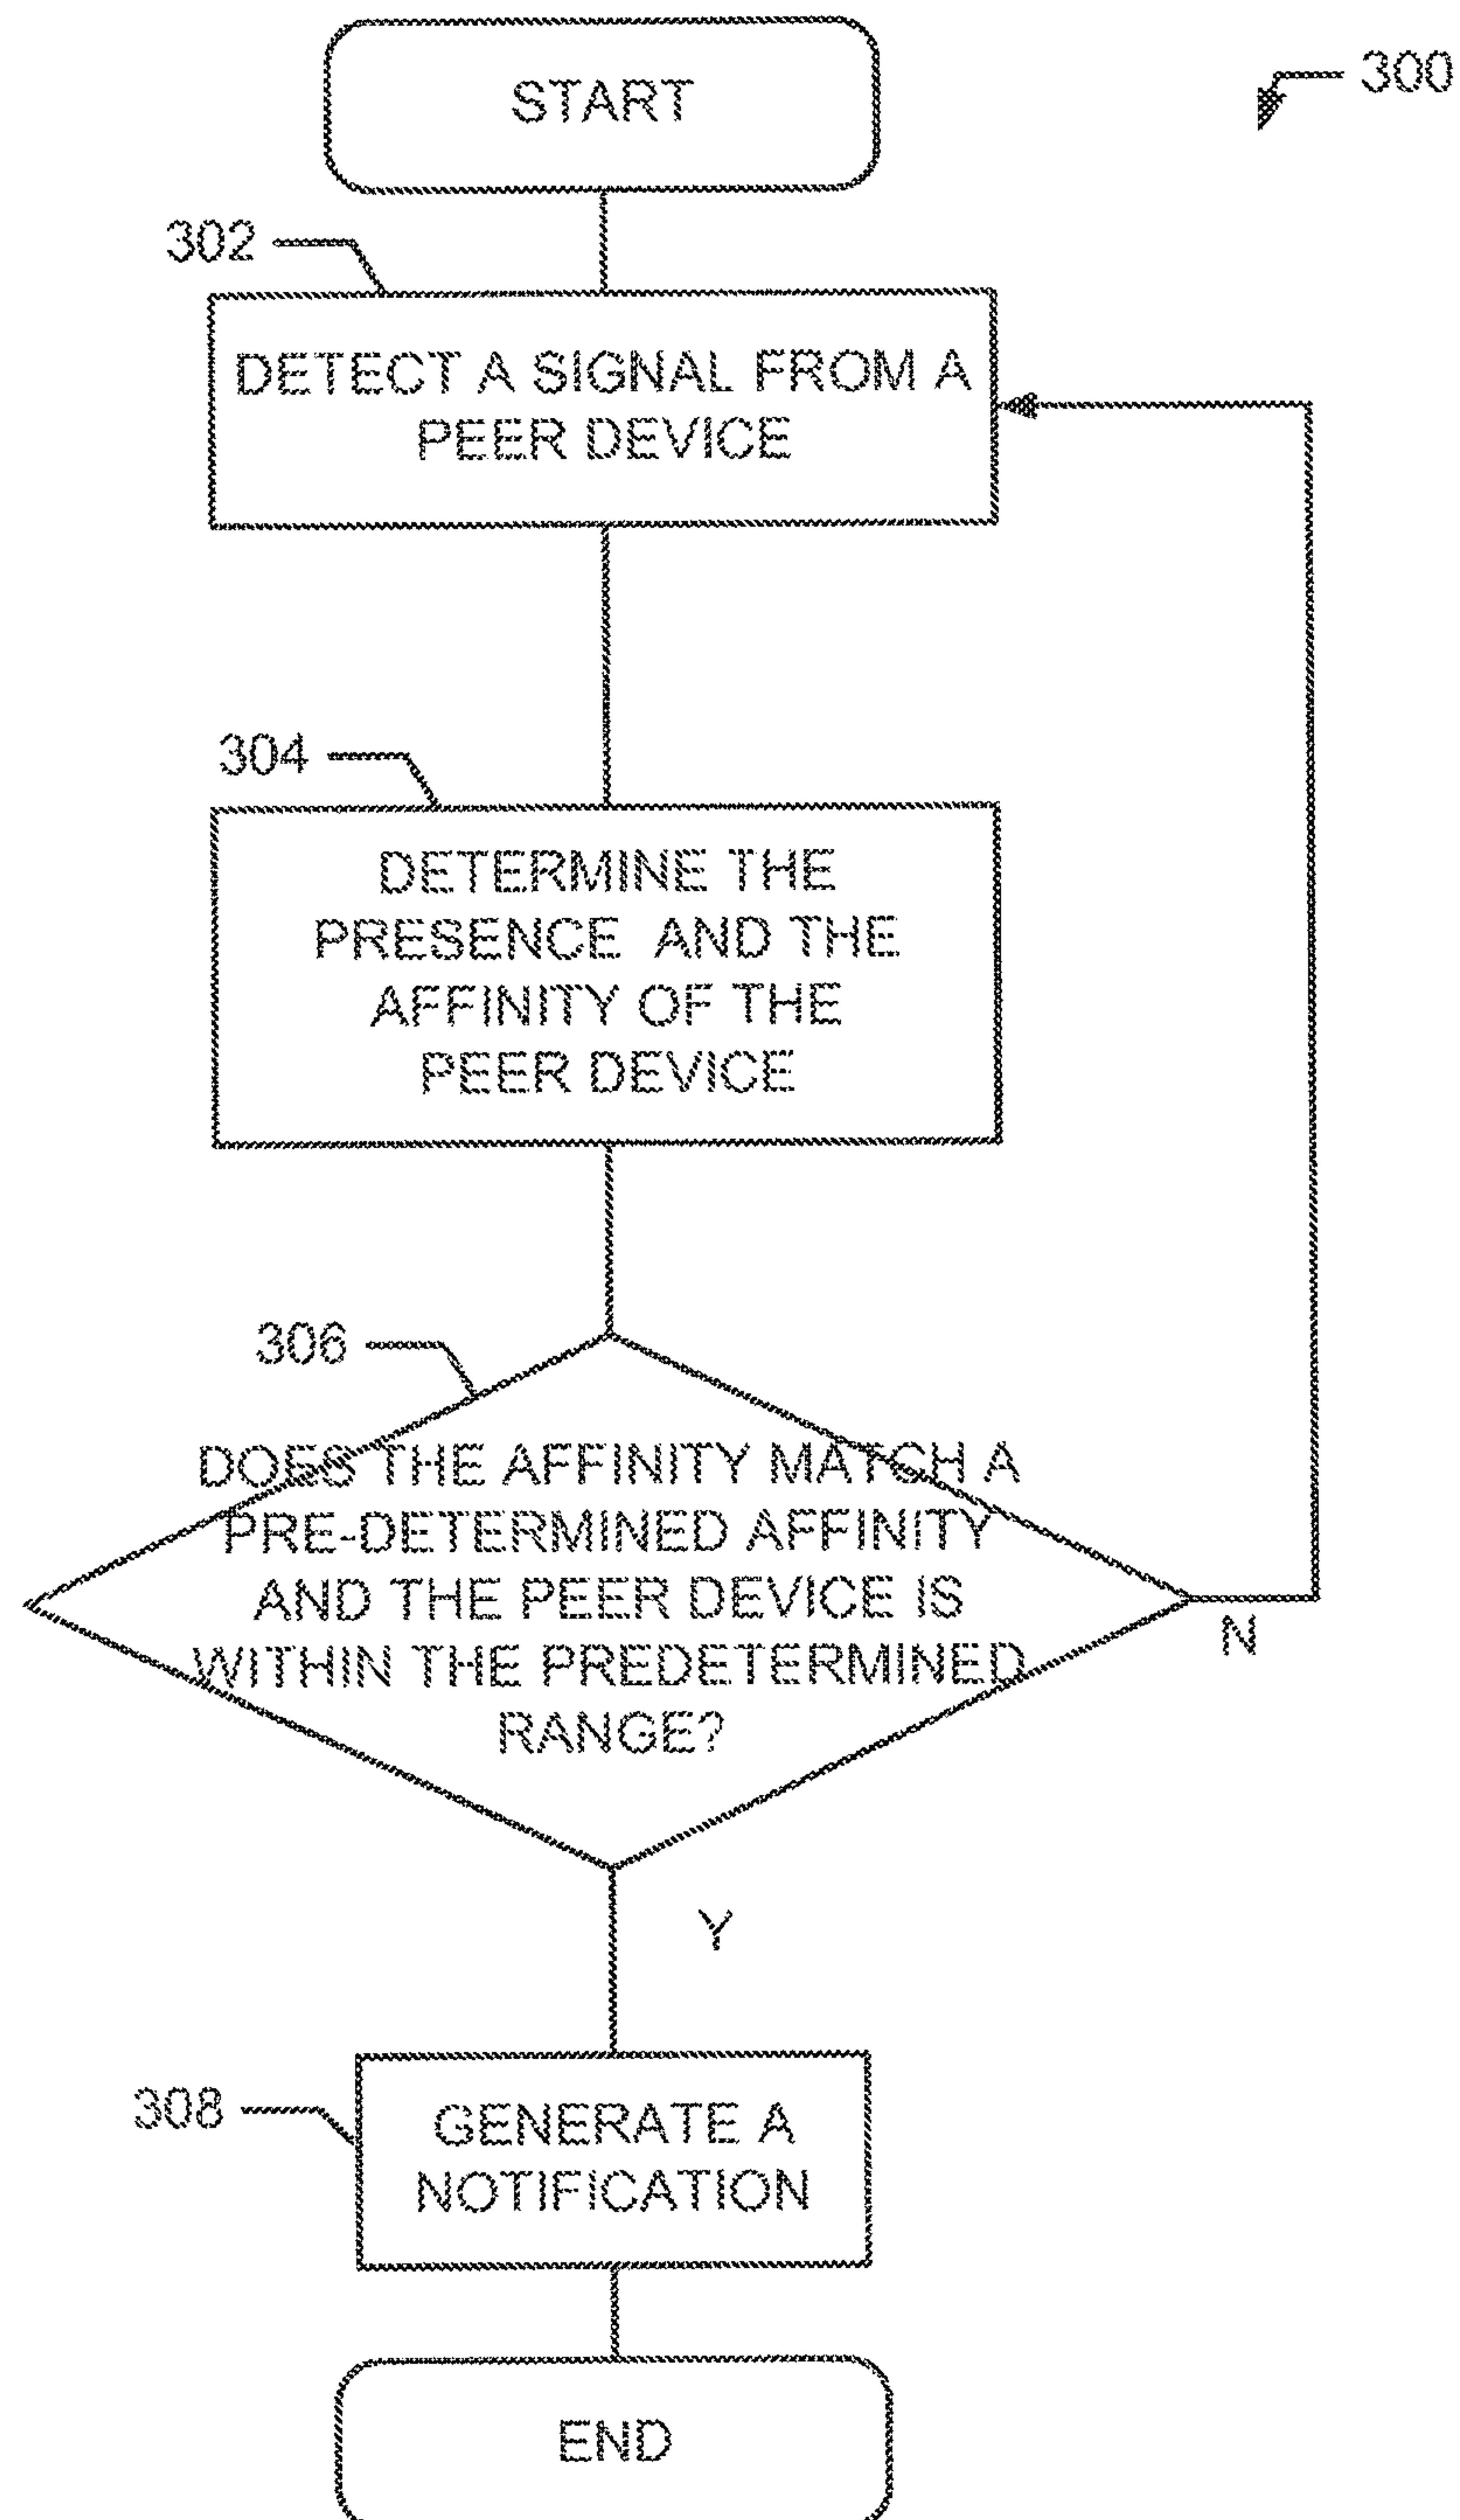 START
300
302
DETECT A SIGNAL FROM A
PEER DEVICE
304
DETERMINE THE
PRESENCE AND THE
AFFINITY OF THE
PEER DEVICE
306
DOES THE AFFINITY MATCH A
PRE-DETERMINED AFFINITY
AND THE PEER DEVICE IS
WITHIN THE PREDETERMINED
RANGE?
N
Y
308
GENERATE A
NOTIFICATION
END